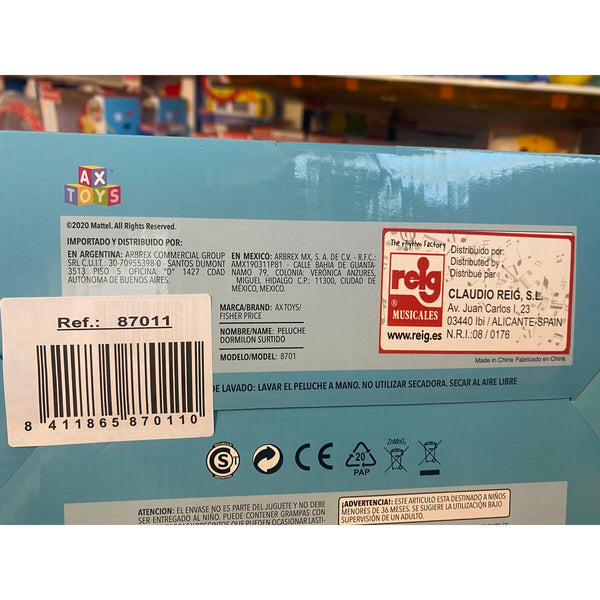 AX
TOYS
©2020 Mattel. All Rights Reserved.
IMPORTADO Y DISTRIBUIDO POR:
EN ARGENTINA: ARBREX COMMERCIAL GROUP
SRL C.U.I.T.: 30-70955398-0 - SANTOS DUMONT
3513 PISO 5 OFICINA "D" 1427 CDAD
AUTÓNOMA DE BUENOS AIRES.
EN MÉXICO: ARBREX MX, S. A. DE C.V. - R.F.C.:
AMX190311P81 - CALLE BAHIA DE GUANTA-
NAMO 79, COLONIA: VERÓNICA ANZURES,
MIGUEL HIDALGO C.P.: 11300, CIUDAD DE
MÉXICO, MÉXICO.
MARCA/BRAND: AX TOYS/
FISHER PRICE
NOMBRE/NAME: PELUCHE
DORMILON SURTIDO
MODELO/MODEL: 8701
The rhythm Factory
reig
®
MUSICALES
www.reig.es
Distribuido por:
Distributed by
Distribué par
CLAUDIO REIG, S.L.
Av. Juan Carlos I, 23
03440 Ibi / ALICANTE-SPAIN
N.R.I.:08 / 0176
Made in China Fabricado en China
Ref.: 87011
8 411865 870110
DE LAVADO: LAVAR EL PELUCHE A MANO. NO UTILIZAR SECADORA. SECAR AL AIRE LIBRE
CE
20
PAP
ZnMnO₂
ATENCION: EL ENVASE NO ES PARTE DEL JUGUETE Y NO DEBE
SER ENTREGADO AL NIÑO. PUEDE CONTENER GRAMPAS CON
PRECINTOS QUE PUEDEN OCASIONAR LASTI-
¡ADVERTENCIA!: ESTE ARTICULO ESTA DESTINADO A NIÑOS
MENORES DE 36 MESES. SE SUGIERE LA UTILIZACIÓN BAJO
SUPERVISIÓN DE UN ADULTO.